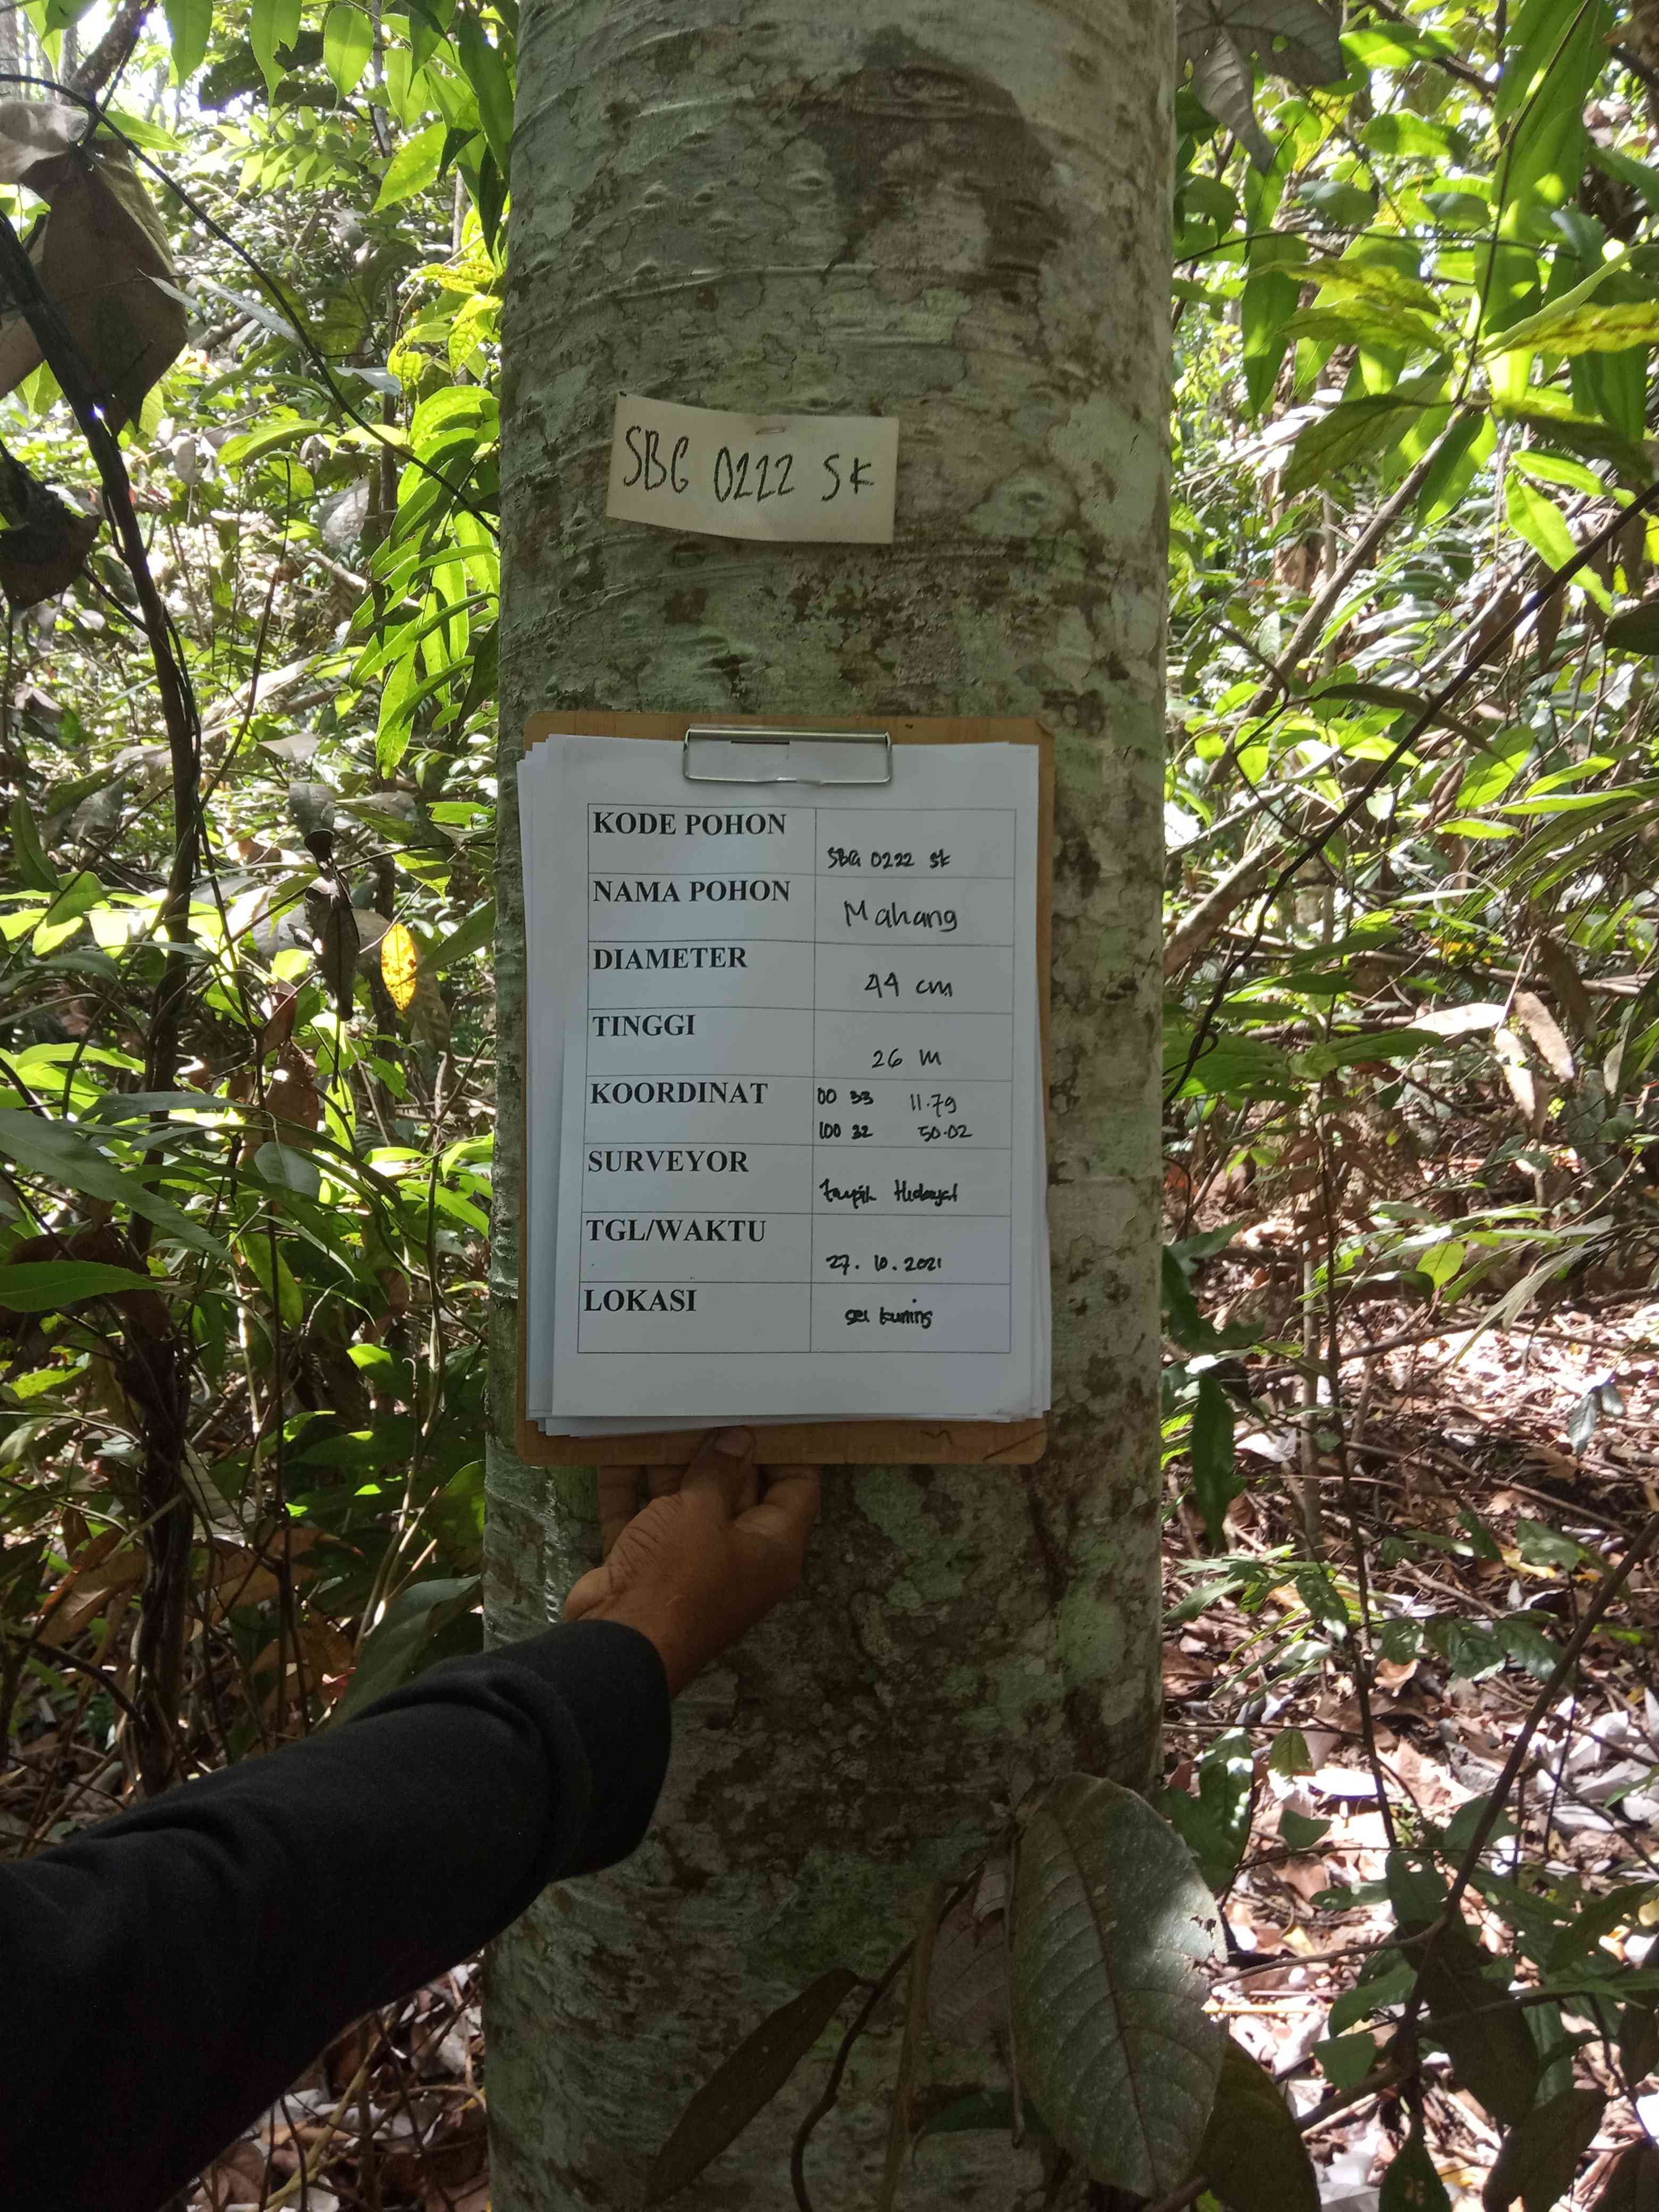 SBG 0222 SK
KODE POHON
SBG 0222 SK
NAMA POHON
Mahang
DIAMETER
44 cm
TINGGI
26 m
KOORDINAT
00 33 11.79
100 32 50.02
SURVEYOR
Taupik Hidayat
TGL/WAKTU
27. 10. 2021
LOKASI
sei kuning